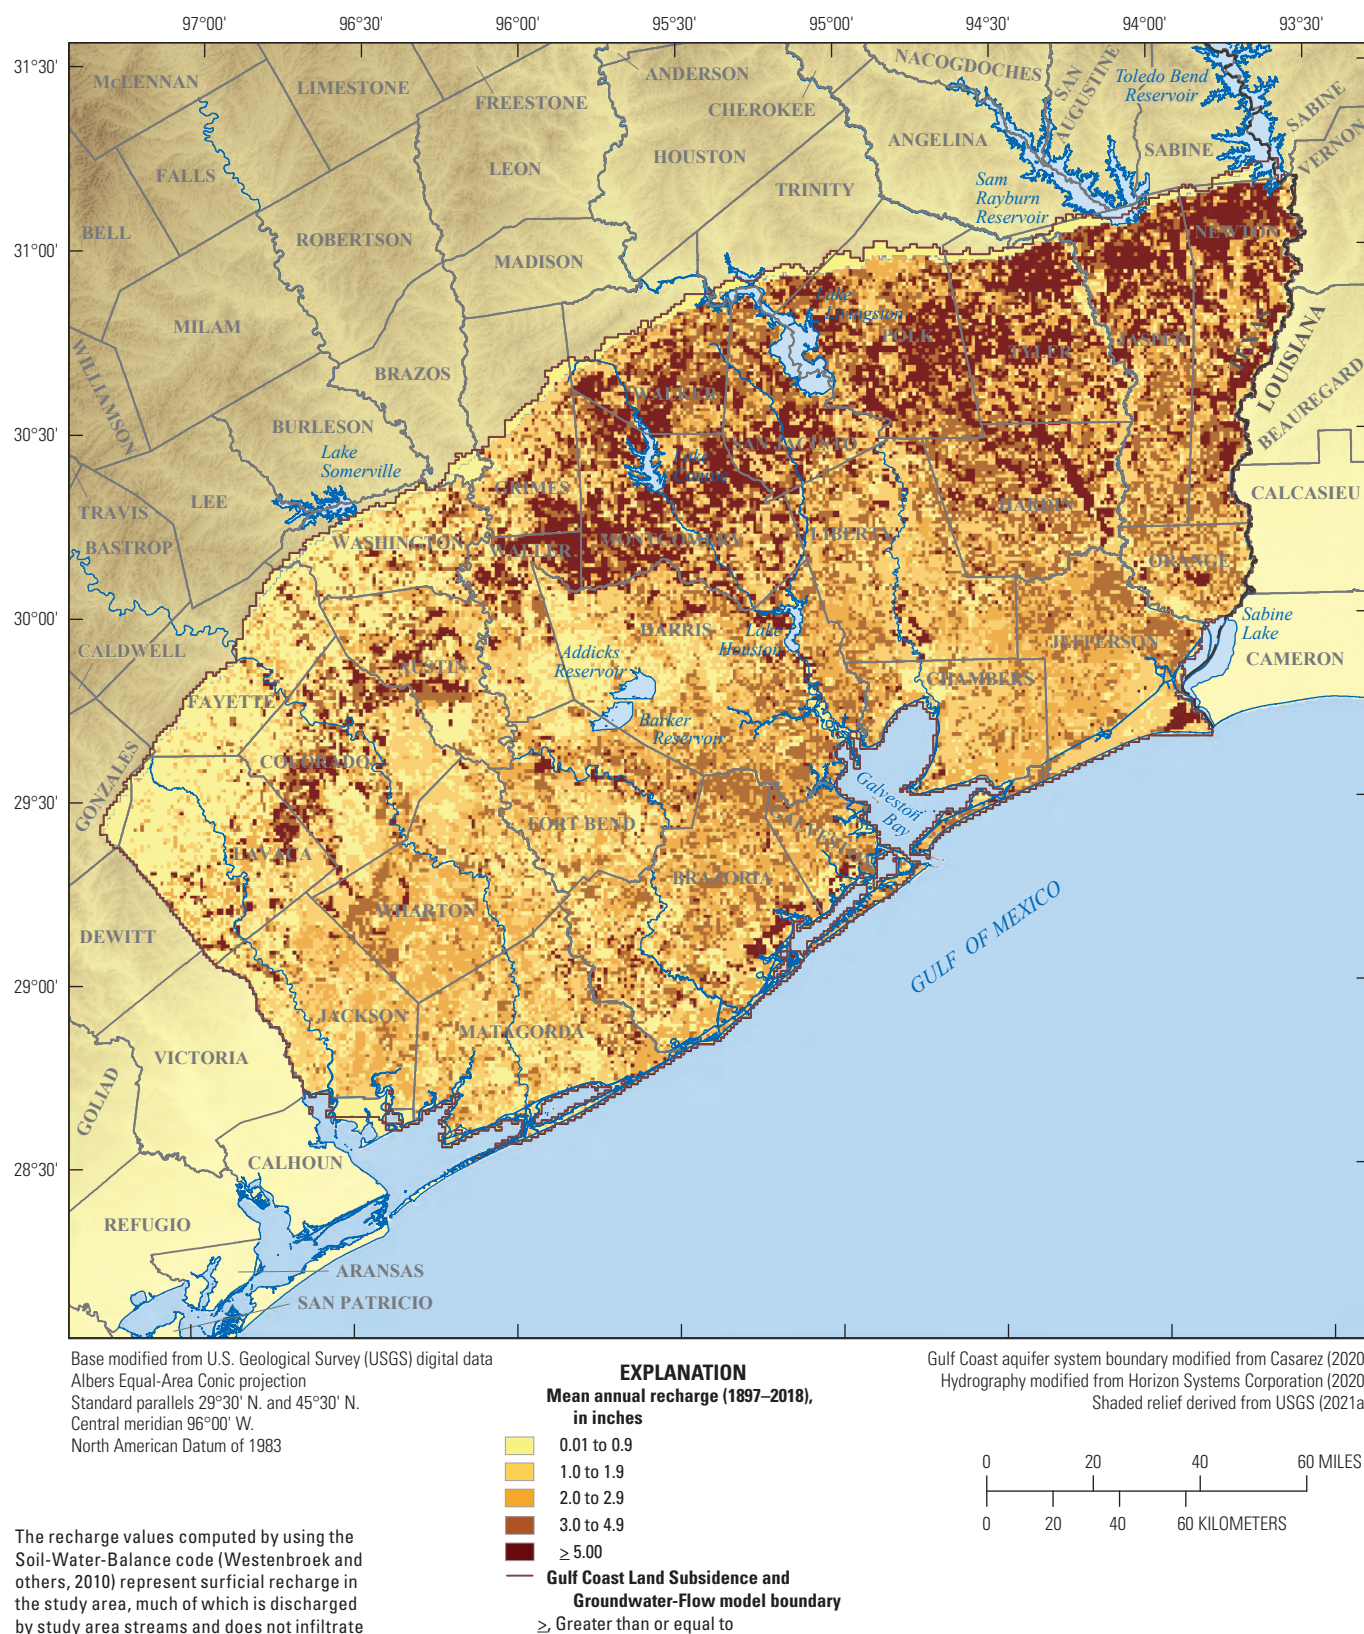 97°00' 96°30' 96°00' 95°30' 95°00' 94°30' 94°00' 93°30'
31°30'
31°00'
30°30'
30°00'
29°30'
29°00'
28°30'
McLENNAN
LIMESTONE
FREESTONE
ANDERSON
CHEROKEE
NACOGDOCHES
SAN
AUGUSTINE
Toledo Bend
Reservoir
SABINE
SABINE
VERNON
FALLS
LEON
HOUSTON
ANGELINA
TRINITY
Sam
Rayburn
Reservoir
BELL
ROBERTSON
MADISON
NEWTON
MILAM
Lake
Livingston
POLK
TYLER
JASPER
TEXAS
LOUISIANA
WILLIAMSON
BRAZOS
WALKER
BEAUREGARD
BURLESON
Lake
Somerville
SAN JACINTO
Lake
Conroe
GRIMES
LEE
HARDIN
CALCASIEU
TRAVIS
BASTROP
WASHINGTON
WALLER
MONTGOMERY
LIBERTY
ORANGE
HARRIS
Lake
Houston
JEFFERSON
Sabine
Lake
CALDWELL
Addicks
Reservoir
CAMERON
AUSTIN
CHAMBERS
FAYETTE
Barker
Reservoir
COLORADO
GONZALES
Galveston
Bay
FORT BEND
GALVESTON
LAVACA
BRAZORIA
WHARTON
DEWITT
GULF OF MEXICO
JACKSON
MATAGORDA
VICTORIA
GOLIAD
CALHOUN
REFUGIO
ARANSAS
SAN PATRICIO
Base modified from U.S. Geological Survey (USGS) digital data
Albers Equal-Area Conic projection
Standard parallels 29°30' N. and 45°30' N.
Central meridian 96°00' W.
North American Datum of 1983
EXPLANATION
Mean annual recharge (1897–2018),
in inches
0.01 to 0.9
1.0 to 1.9
2.0 to 2.9
3.0 to 4.9
≥ 5.00
Gulf Coast Land Subsidence and
Groundwater-Flow model boundary
≥, Greater than or equal to
Gulf Coast aquifer system boundary modified from Casarez (2020
Hydrography modified from Horizon Systems Corporation (2020
Shaded relief derived from USGS (2021a
0 20 40 60 MILES
0 20 40 60 KILOMETERS
The recharge values computed by using the
Soil-Water-Balance code (Westenbroek and
others, 2010) represent surficial recharge in
the study area, much of which is discharged
by study area streams and does not infiltrate